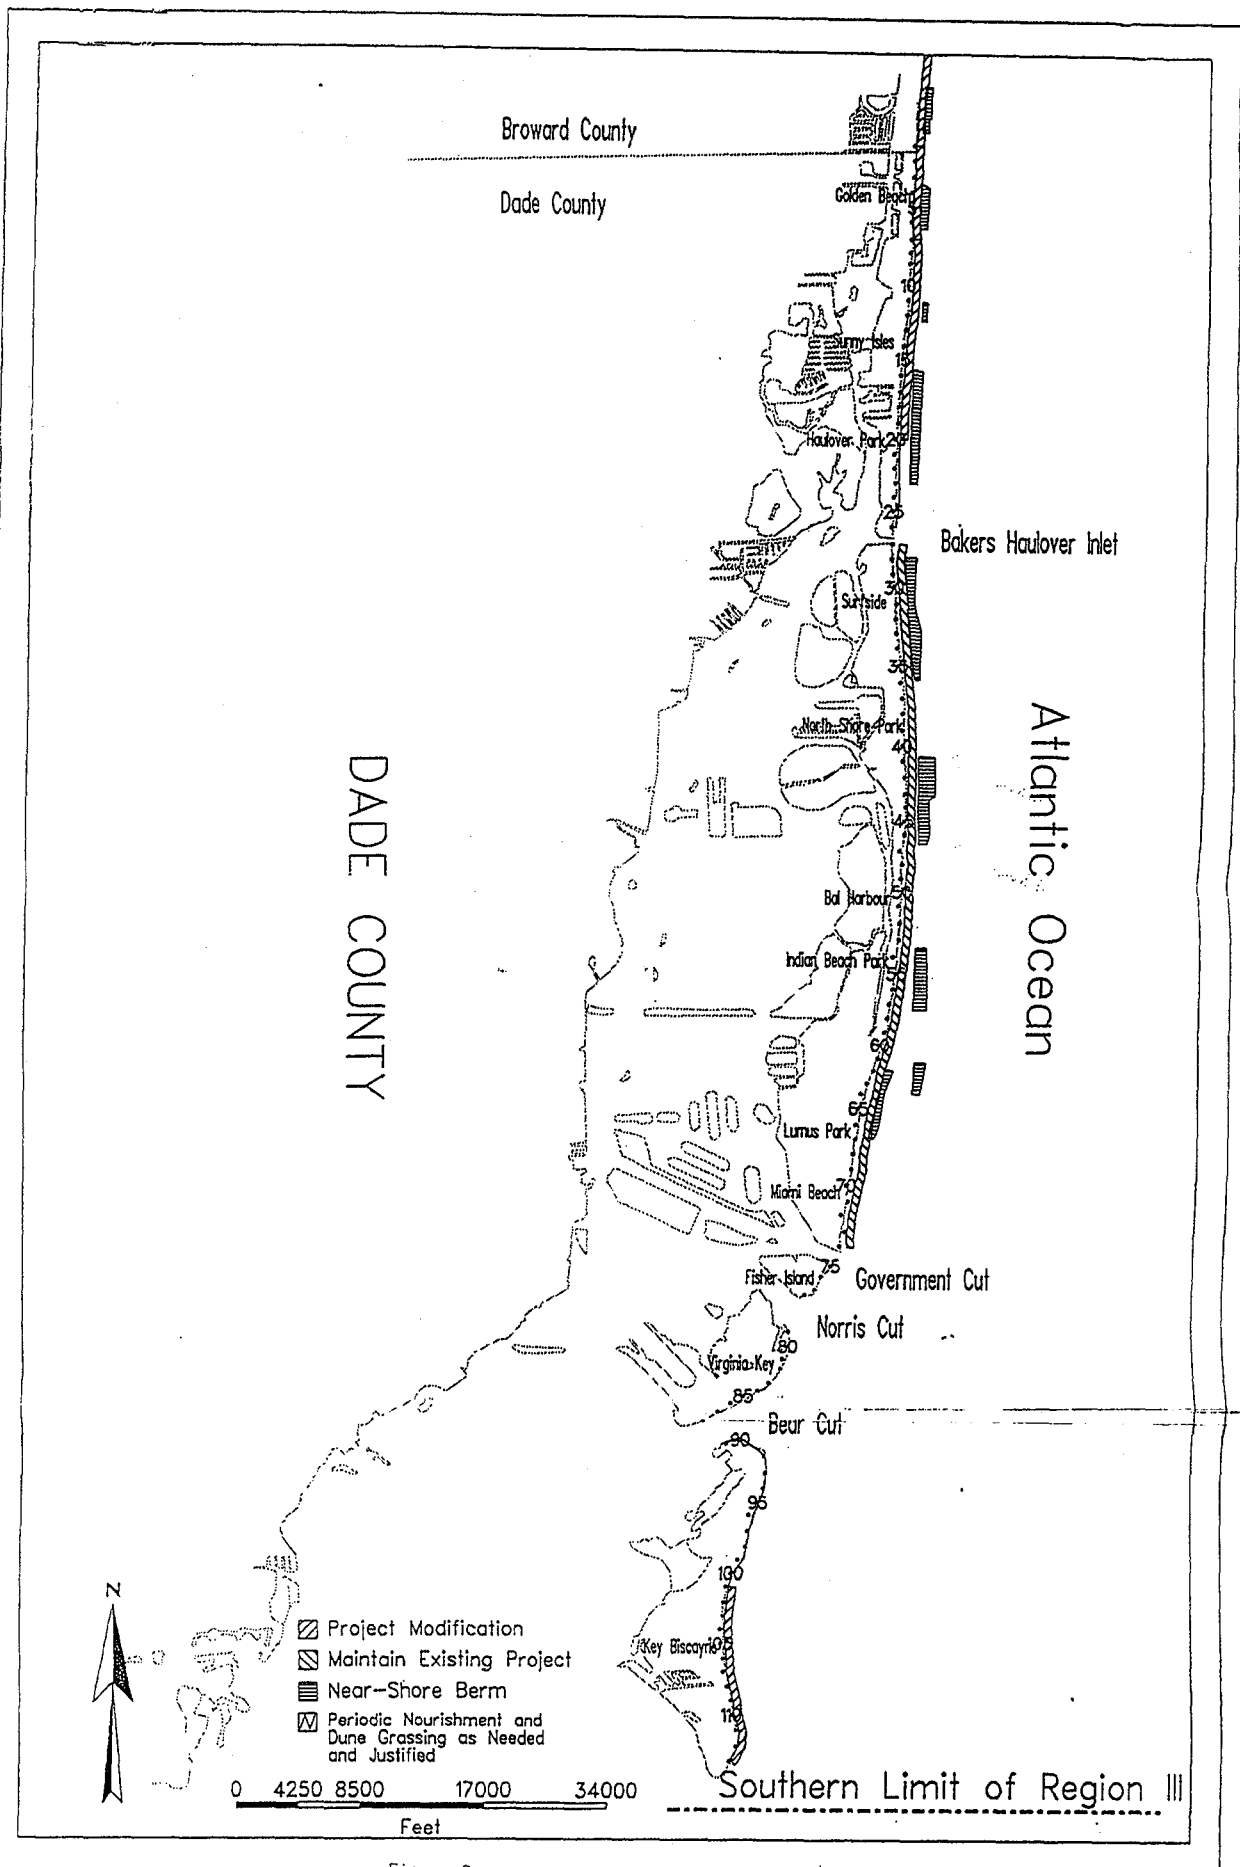 Broward County
Dade County
Golden Beach
5
10
Sunny Isles
15
Haulover Park
20
25
Bakers Haulover Inlet
30
Surfside
35
North Shore Park
40
45
Atlantic Ocean
DADE COUNTY
50
Bal Harbour
Indian Beach Park
55
60
65
Lumus Park
Miami Beach
70
75
Fisher Island
Government Cut
Norris Cut
80
Virginia Key
85
Bear Cut
90
95
100
Key Biscayne
105
110
N
Project Modification
Maintain Existing Project
Near-Shore Berm
Periodic Nourishment and
Dune Grassing as Needed
and Justified
0 4250 8500 17000 34000
Feet
Southern Limit of Region III